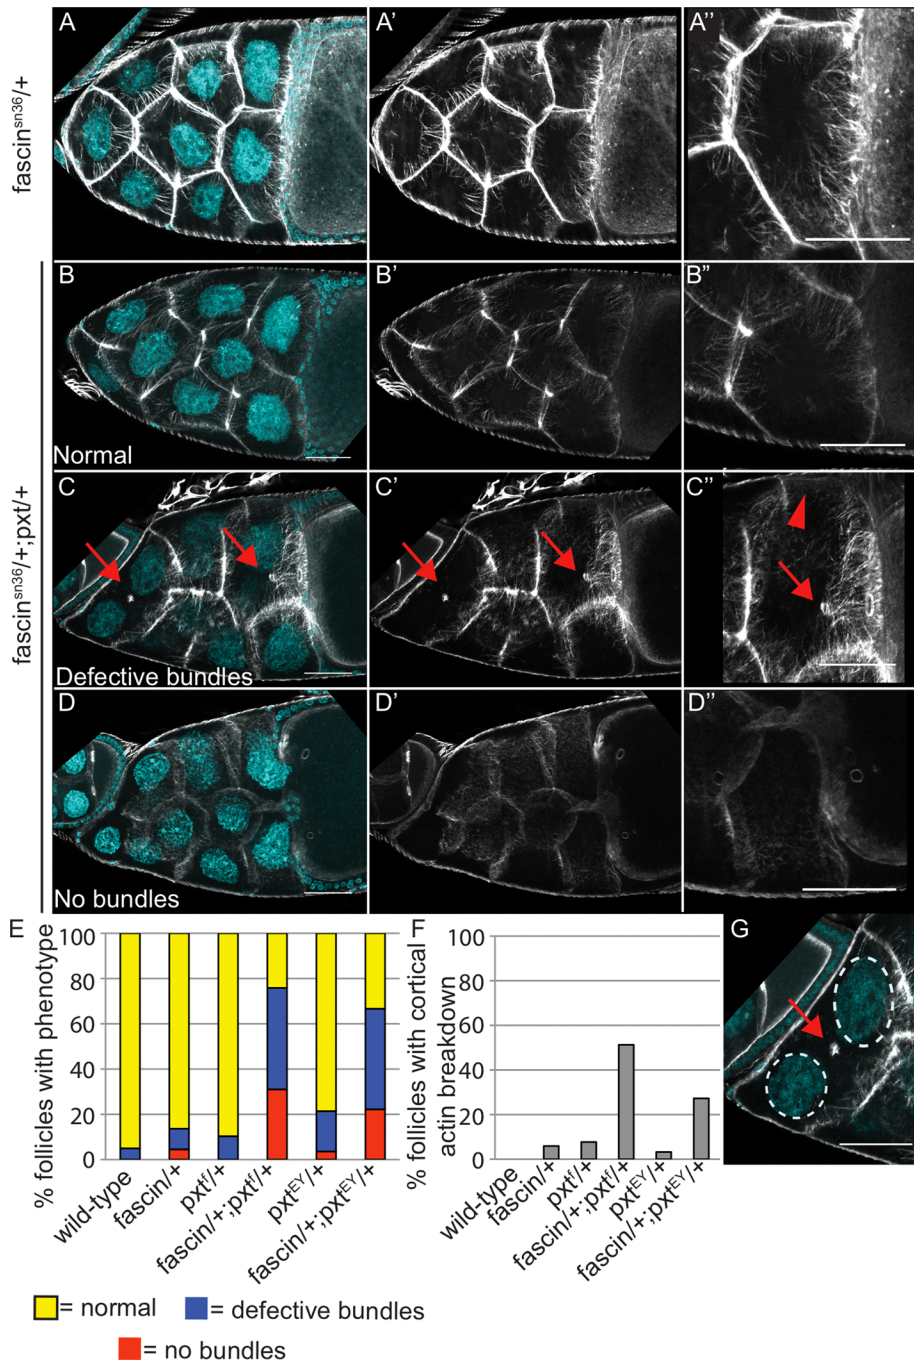 fascin^sn36/+
A
A'
A''
B
B'
B''
Normal
fascin^sn36/+;pxt/+
C
C'
C''
Defective bundles
D
D'
D''
No bundles
E
% follicles with phenotype
100
80
60
40
20
0
wild-type
fascin/+
pxt^f/+
fascin/+;pxt^f/+
pxt^EY/+
fascin/+;pxt^EY/+
= normal
= defective bundles
= no bundles
F
% follicles with cortical
actin breakdown
100
80
60
40
20
0
wild-type
fascin/+
pxt^f/+
fascin/+;pxt^f/+
pxt^EY/+
fascin/+;pxt^EY/+
G